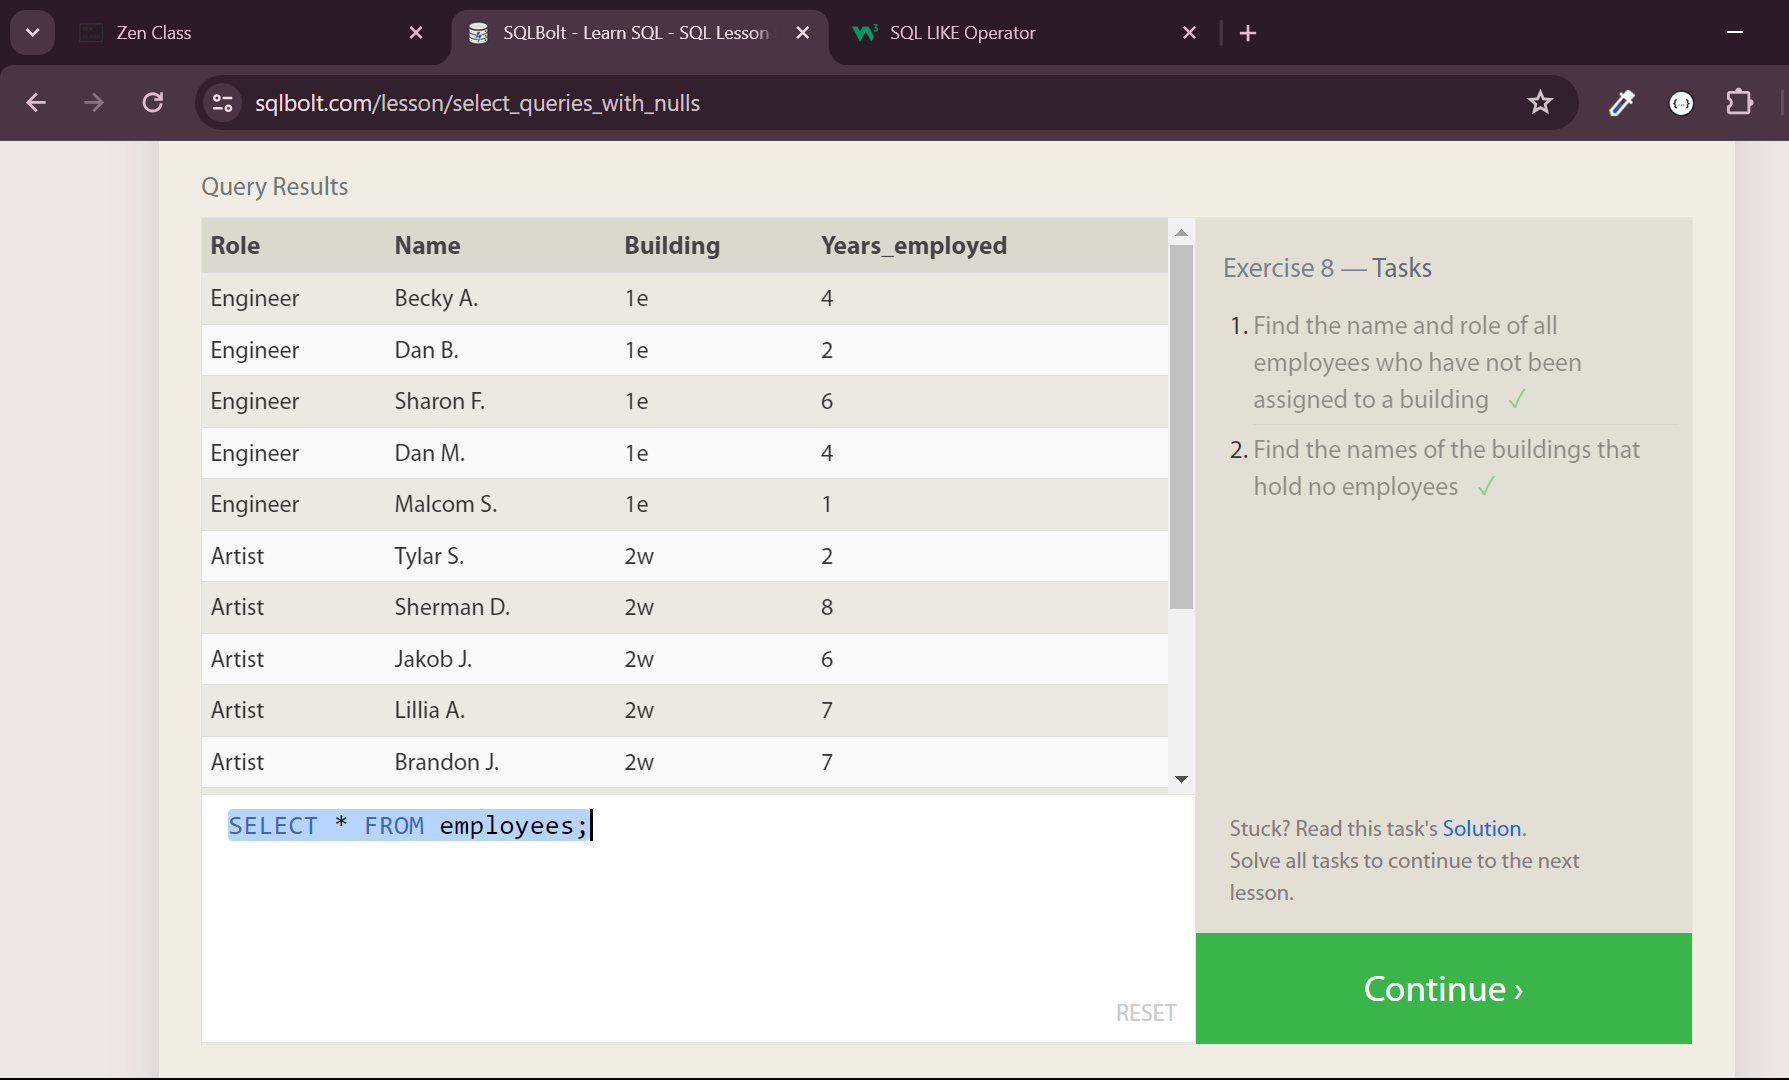 Zen Class
SQLBolt - Learn SQL - SQL Lesson
SQL LIKE Operator
sqlbolt.com/lesson/select_queries_with_nulls
Query Results
Role Name Building Years_employed
Engineer Becky A. 1e 4
Engineer Dan B. 1e 2
Engineer Sharon F. 1e 6
Engineer Dan M. 1e 4
Engineer Malcom S. 1e 1
Artist Tylar S. 2w 2
Artist Sherman D. 2w 8
Artist Jakob J. 2w 6
Artist Lillia A. 2w 7
Artist Brandon J. 2w 7
SELECT * FROM employees;
RESET
Exercise 8 — Tasks
1. Find the name and role of all
employees who have not been
assigned to a building ✓
2. Find the names of the buildings that
hold no employees ✓
Stuck? Read this task's Solution.
Solve all tasks to continue to the next
lesson.
Continue ›